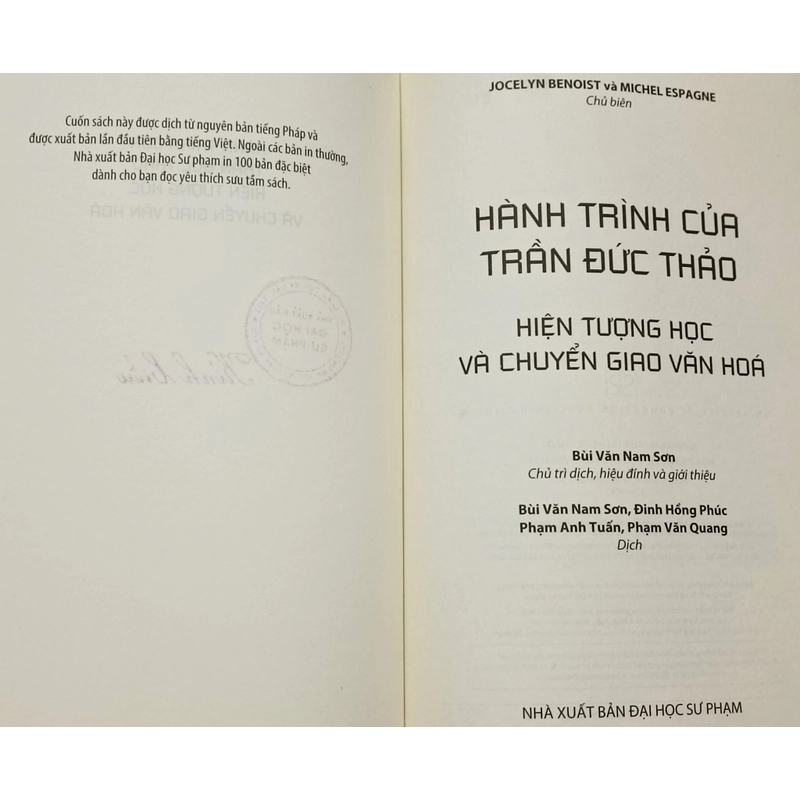 Cuốn sách này được dịch từ nguyên bản tiếng Pháp và
được xuất bản lần đầu tiên bằng tiếng Việt. Ngoài các bản in thường,
Nhà xuất bản Đại học Sư phạm in 100 bản đặc biệt
dành cho bạn đọc yêu thích sưu tầm sách.
JOCELYN BENOIST và MICHEL ESPAGNE
Chủ biên
HÀNH TRÌNH CỦA
TRẦN ĐỨC THẢO
HIỆN TƯỢNG HỌC
VÀ CHUYỂN GIAO VĂN HOÁ
Bùi Văn Nam Sơn
Chủ trì dịch, hiệu đính và giới thiệu
Bùi Văn Nam Sơn, Đinh Hồng Phúc
Phạm Anh Tuấn, Phạm Văn Quang
Dịch
NHÀ XUẤT BẢN ĐẠI HỌC SƯ PHẠM